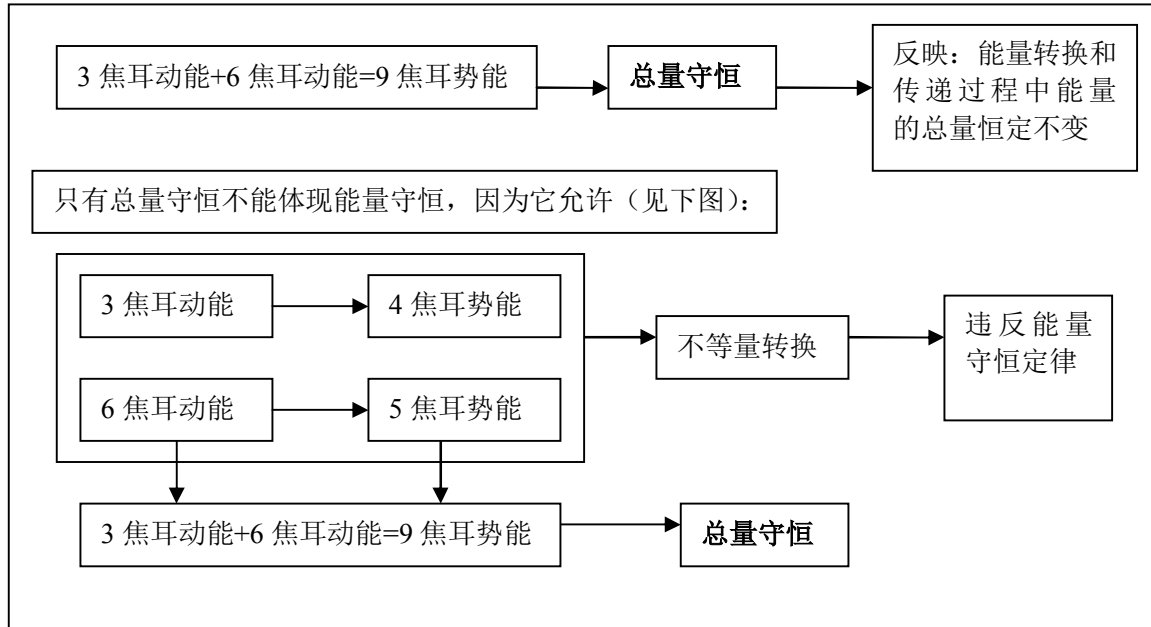 3 焦耳动能+6 焦耳动能=9 焦耳势能
总量守恒
反映：能量转换和
传递过程中能量
的总量恒定不变
只有总量守恒不能体现能量守恒，因为它允许（见下图）：
3 焦耳动能
4 焦耳势能
6 焦耳动能
5 焦耳势能
不等量转换
违反能量
守恒定律
3 焦耳动能+6 焦耳动能=9 焦耳势能
总量守恒